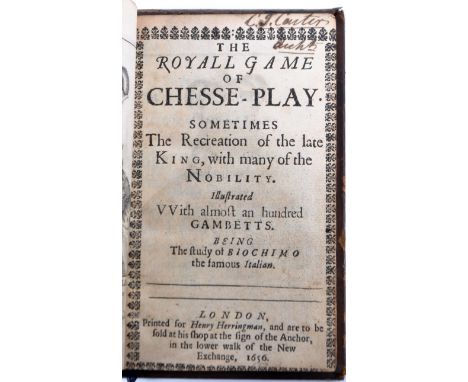 C. J. Carter
THE
ROYALL GAME
OF
CHESSE-PLAY.
SOMETIMES
The Recreation of the late
KING, with many of the
NOBILITY.
Illuſtrated
VVith almoſt an hundred
GAMBETTS.
BEING
The ſtudy of BIOCHIMO
the famous Italian.
LONDON,
Printed for Henry Herringman, and are to be
ſold at his ſhop at the ſign of the Anchor,
in the lower walk of the New
Exchange, 1656.